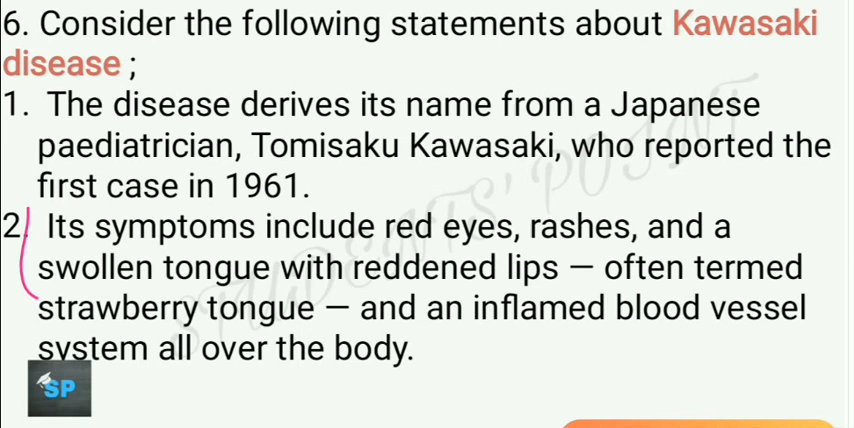 6. Consider the following statements about Kawasaki
disease ;
1. The disease derives its name from a Japanese
paediatrician, Tomisaku Kawasaki, who reported the
first case in 1961.
2. Its symptoms include red eyes, rashes, and a
swollen tongue with reddened lips — often termed
strawberry tongue — and an inflamed blood vessel
system all over the body.
STUDENTS' POINT
SP